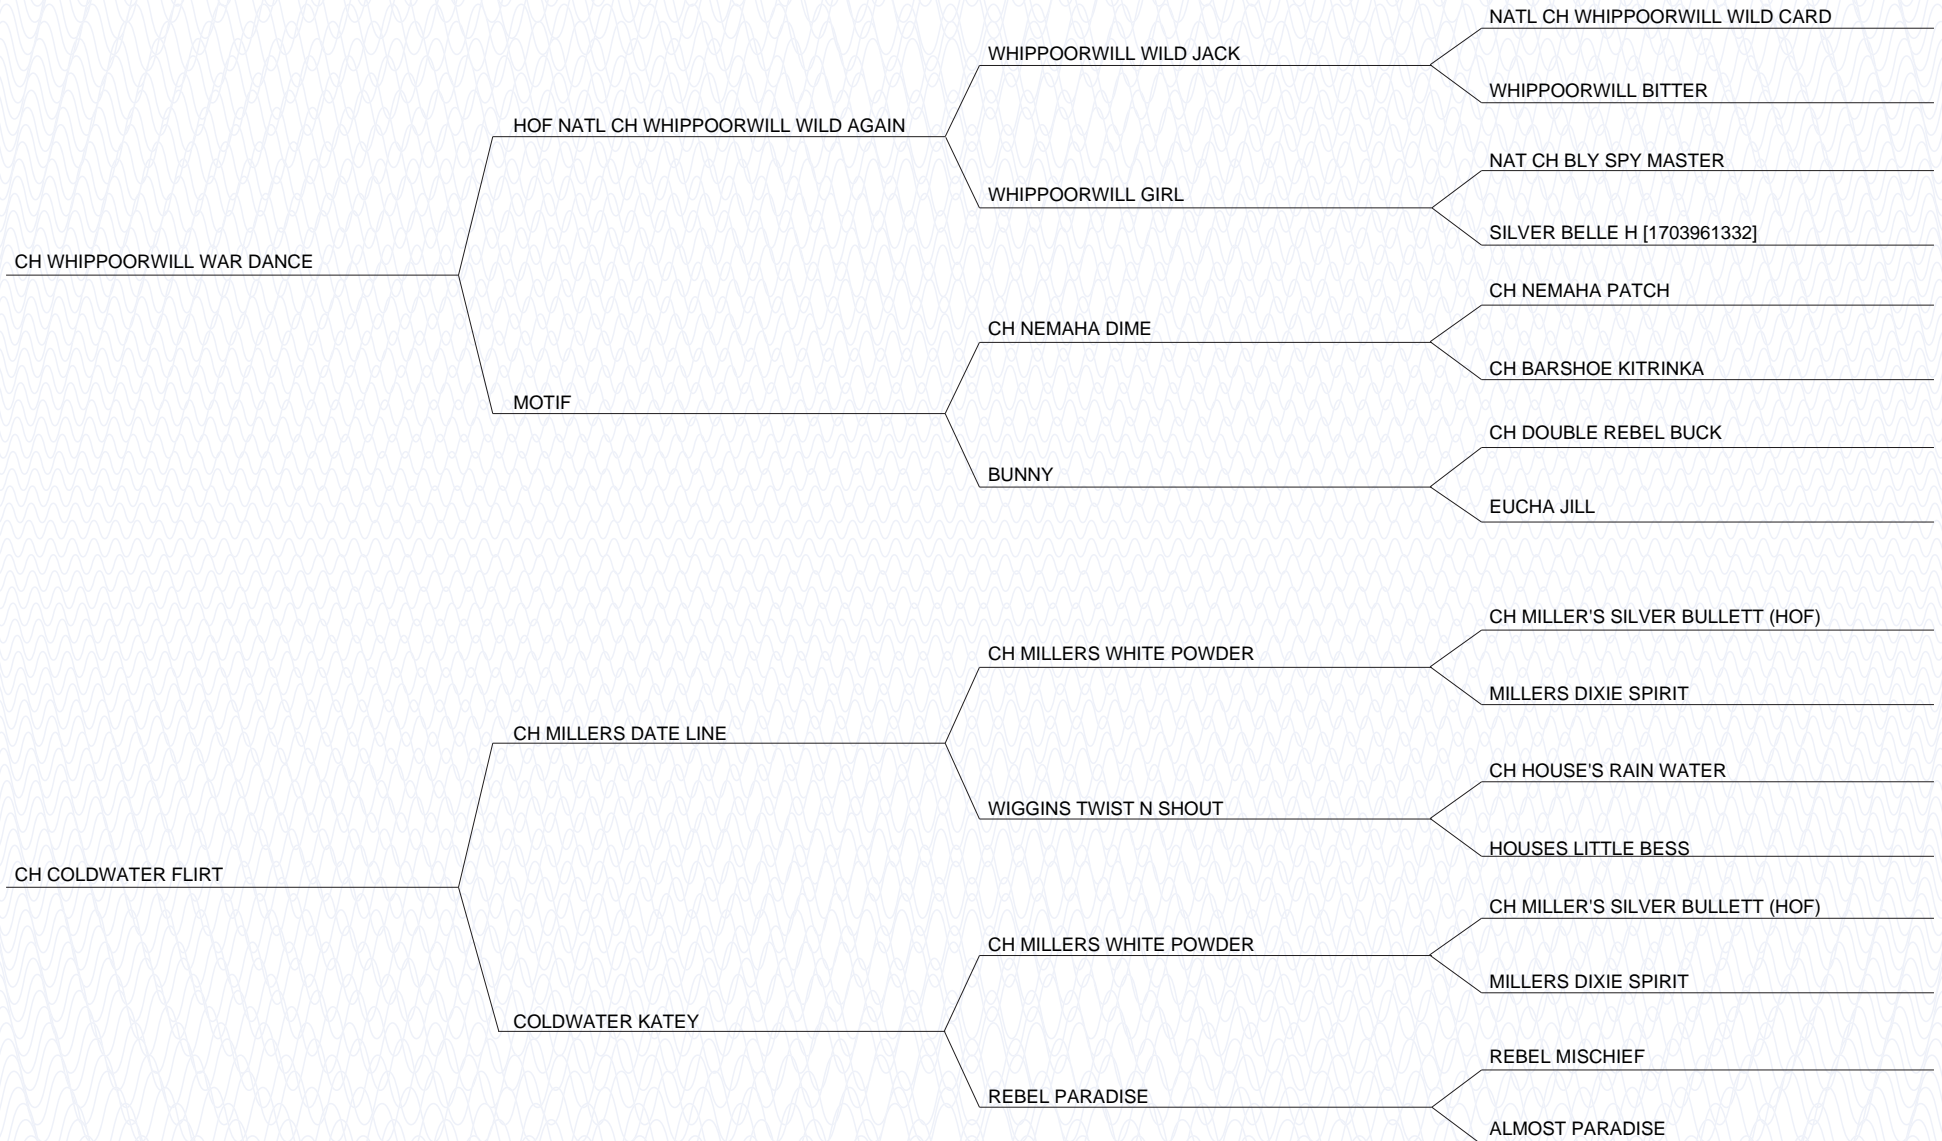 NATL CH WHIPPOORWILL WILD CARD
WHIPPOORWILL WILD JACK
WHIPPOORWILL BITTER
HOF NATL CH WHIPPOORWILL WILD AGAIN
NAT CH BLY SPY MASTER
WHIPPOORWILL GIRL
SILVER BELLE H [1703961332]
CH WHIPPOORWILL WAR DANCE
CH NEMAHA PATCH
CH NEMAHA DIME
CH BARSHOE KITRINKA
MOTIF
CH DOUBLE REBEL BUCK
BUNNY
EUCHA JILL
CH MILLER'S SILVER BULLETT (HOF)
CH MILLERS WHITE POWDER
MILLERS DIXIE SPIRIT
CH MILLERS DATE LINE
CH HOUSE'S RAIN WATER
WIGGINS TWIST N SHOUT
HOUSES LITTLE BESS
CH COLDWATER FLIRT
CH MILLER'S SILVER BULLETT (HOF)
CH MILLERS WHITE POWDER
MILLERS DIXIE SPIRIT
COLDWATER KATEY
REBEL MISCHIEF
REBEL PARADISE
ALMOST PARADISE